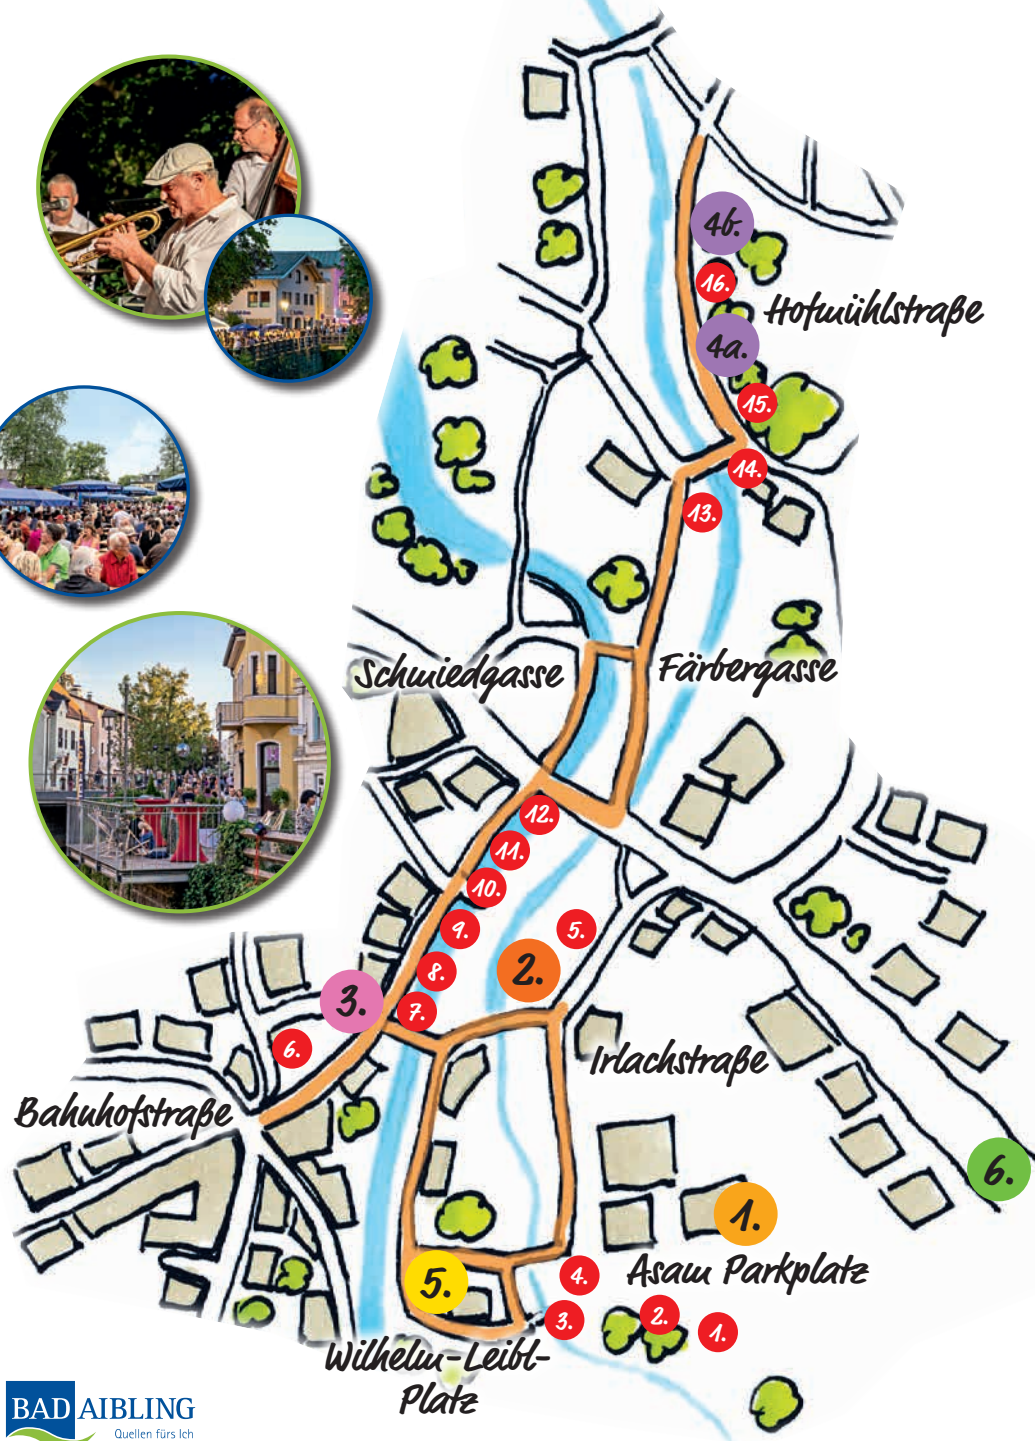 4b.
16.
Hofmühlstraße
4a.
15.
14.
13.
Schmiedgasse
Färbergasse
12.
11.
10.
9.
5.
8.
2.
3.
7.
6.
Irlachstraße
Bahnhofstraße
6.
1.
5.
4.
Asam Parkplatz
3.
2.
1.
Wilhelm-Leibl-
Platz
BAD AIBLING
Quellen fürs Ich